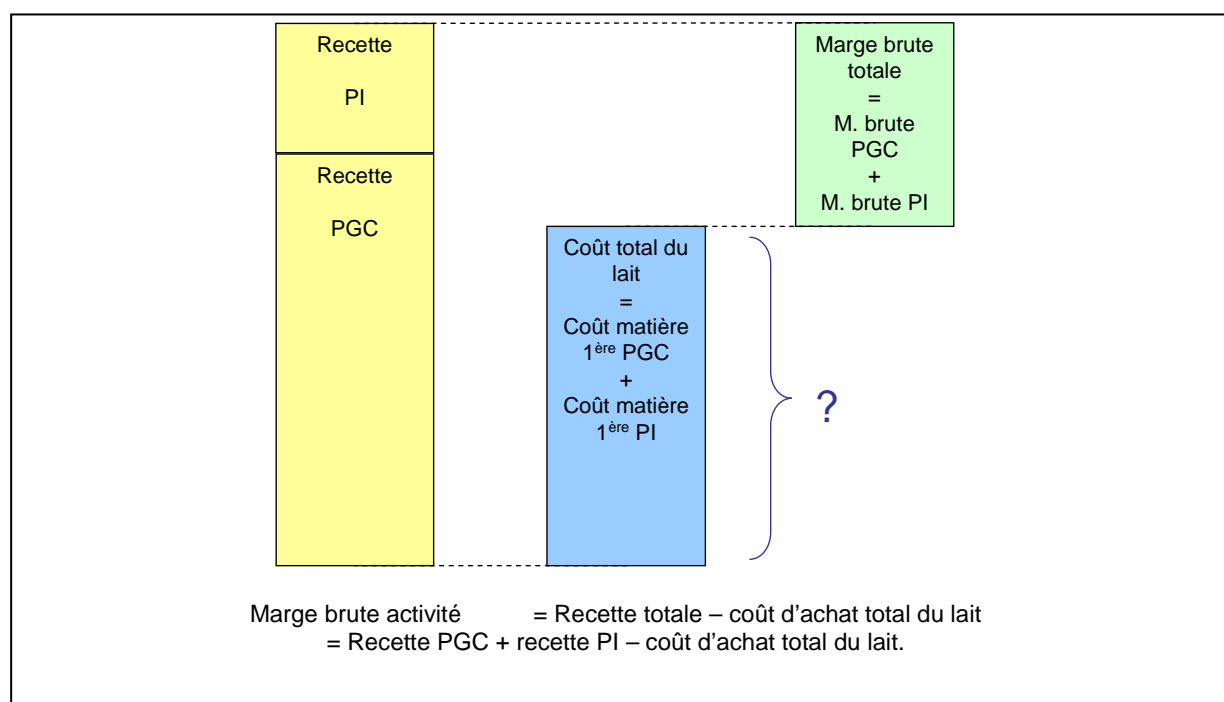 Recette
PI
Recette
PGC
Coût total du
lait
=
Coût matière
1ère PGC
+
Coût matière
1ère PI
Marge brute
totale
=
M. brute
PGC
+
M. brute PI
?
Marge brute activité = Recette totale – coût d'achat total du lait
= Recette PGC + recette PI – coût d'achat total du lait.